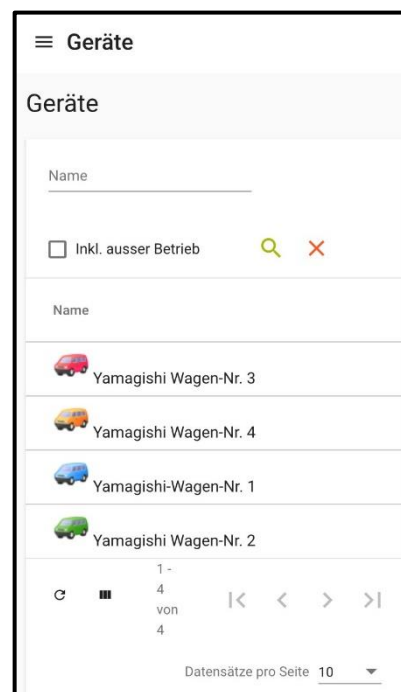 Geräte
Geräte
Name
Inkl. ausser Betrieb
Name
Yamagishi Wagen-Nr. 3
Yamagishi Wagen-Nr. 4
Yamagishi-Wagen-Nr. 1
Yamagishi Wagen-Nr. 2
1 -
4
von
4
Datensätze pro Seite 10